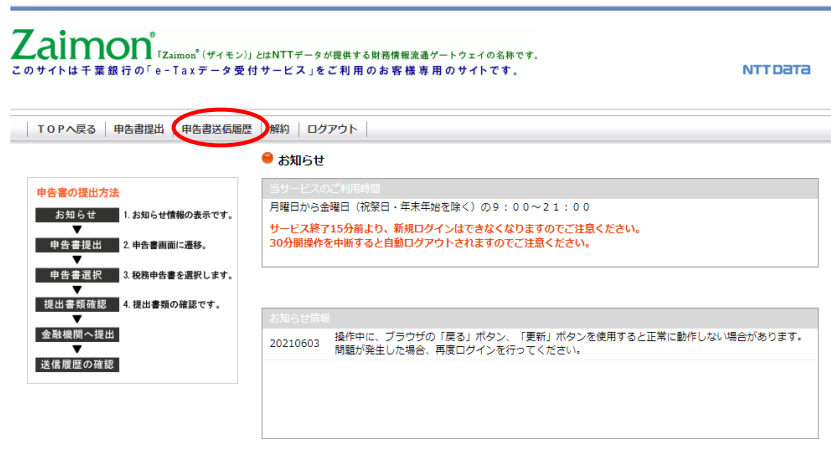 Zaimon®「Zaimon®（ザイモン）」とはNTTデータが提供する財務情報流通ゲートウェイの名称です。
このサイトは千葉銀行の「e-Taxデータ受付サービス」をご利用のお客様専用のサイトです。
NTT DATA
TOPへ戻る 申告書提出 申告書送信履歴 解約 ログアウト
お知らせ
申告書の提出方法
お知らせ 1.お知らせ情報の表示です。
▼
申告書提出 2.申告書画面に遷移。
▼
申告書選択 3.税務申告書を選択します。
▼
提出書類確認 4.提出書類の確認です。
▼
金融機関へ提出
▼
送信履歴の確認
当サービスのご利用時間
月曜日から金曜日（祝祭日・年末年始を除く）の9：00～21：00
サービス終了15分前より、新規ログインはできなくなりますのでご注意ください。
30分間操作を中断すると自動ログアウトされますのでご注意ください。
お知らせ情報
20210603 操作中に、ブラウザの「戻る」ボタン、「更新」ボタンを使用すると正常に動作しない場合があります。
問題が発生した場合、再度ログインを行ってください。